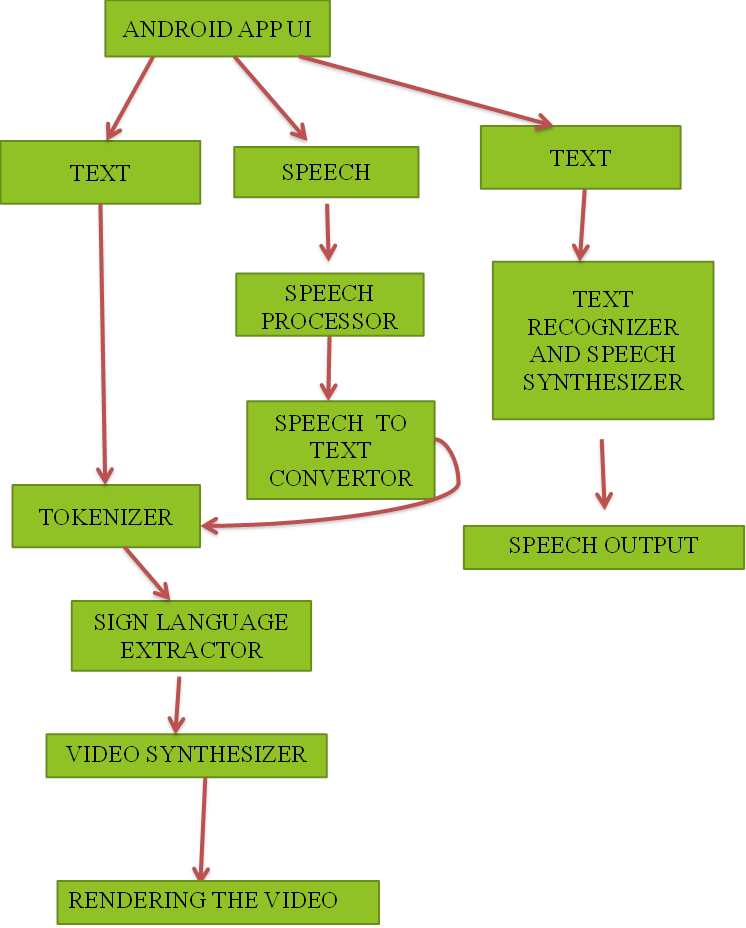 ANDROID APP UI
TEXT
SPEECH
TEXT
SPEECH
PROCESSOR
TEXT
RECOGNIZER
AND SPEECH
SYNTHESIZER
SPEECH TO
TEXT
CONVERTOR
TOKENIZER
SPEECH OUTPUT
SIGN LANGUAGE
EXTRACTOR
VIDEO SYNTHESIZER
RENDERING THE VIDEO